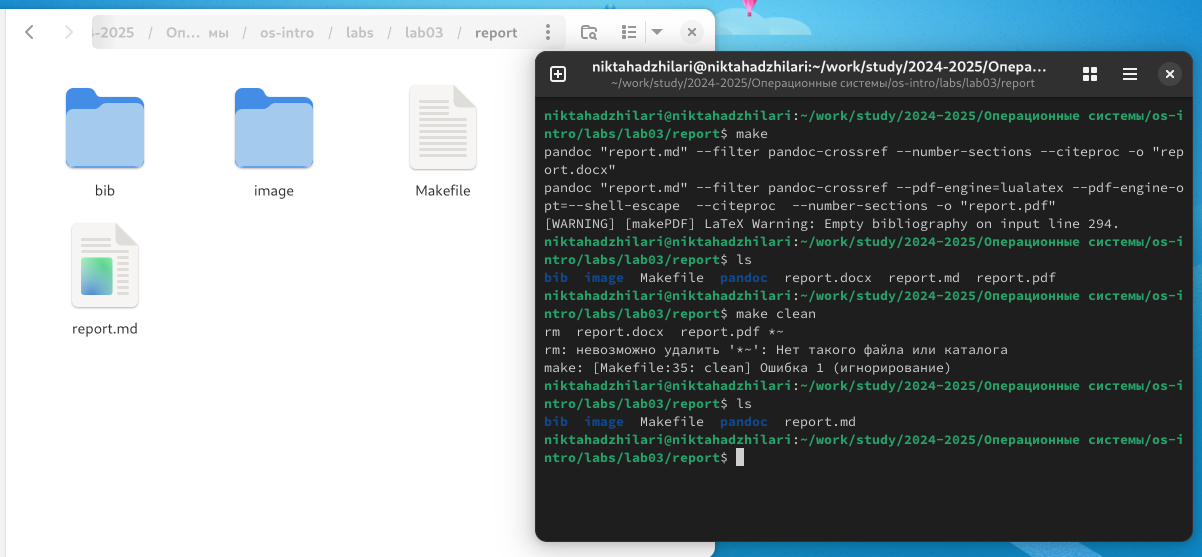 -2025 / Оп... мы / os-intro / labs / lab03 / report
bib
image
Makefile
report.md
niktahadzhilari@niktahadzhilari:~/work/study/2024-2025/Опера...
~/work/study/2024-2025/Операционные системы/os-intro/labs/lab03/report
niktahadzhilari@niktahadzhilari:~/work/study/2024-2025/Операционные системы/os-i
ntro/labs/lab03/report$ make
pandoc "report.md" --filter pandoc-crossref --number-sections --citeproc -o "rep
ort.docx"
pandoc "report.md" --filter pandoc-crossref --pdf-engine=lualatex --pdf-engine-o
pt=--shell-escape  --citeproc  --number-sections -o "report.pdf"
[WARNING] [makePDF] LaTeX Warning: Empty bibliography on input line 294.
niktahadzhilari@niktahadzhilari:~/work/study/2024-2025/Операционные системы/os-i
ntro/labs/lab03/report$ ls
bib  image  Makefile  pandoc  report.docx  report.md  report.pdf
niktahadzhilari@niktahadzhilari:~/work/study/2024-2025/Операционные системы/os-i
ntro/labs/lab03/report$ make clean
rm  report.docx  report.pdf *~
rm: невозможно удалить '*~': Нет такого файла или каталога
make: [Makefile:35: clean] Ошибка 1 (игнорирование)
niktahadzhilari@niktahadzhilari:~/work/study/2024-2025/Операционные системы/os-i
ntro/labs/lab03/report$ ls
bib  image  Makefile  pandoc  report.md
niktahadzhilari@niktahadzhilari:~/work/study/2024-2025/Операционные системы/os-i
ntro/labs/lab03/report$